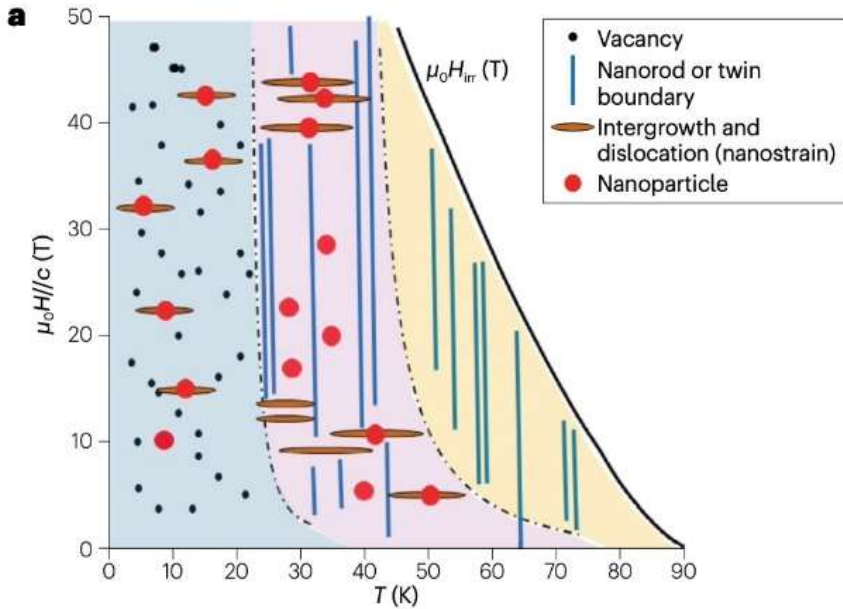 a
50
40
30
20
10
0
μ₀H//c (T)
0 10 20 30 40 50 60 70 80 90
T (K)
μ₀Hirr (T)
Vacancy
Nanorod or twin
boundary
Intergrowth and
dislocation (nanostrain)
Nanoparticle